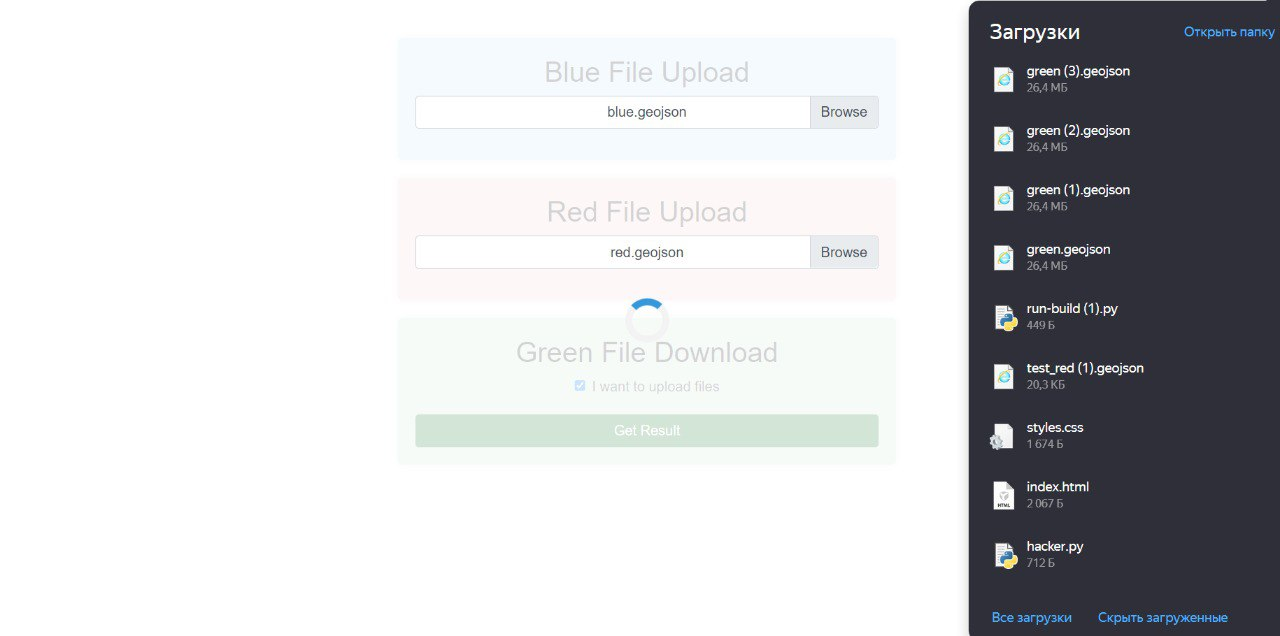 Blue File Upload
blue.geojson
Browse
Red File Upload
red.geojson
Browse
Green File Download
I want to upload files
Get Result
Загрузки
Открыть папку
green (3).geojson
26,4 МБ
green (2).geojson
26,4 МБ
green (1).geojson
26,4 МБ
green.geojson
26,4 МБ
run-build (1).py
449 Б
test_red (1).geojson
20,3 КБ
styles.css
1 674 Б
index.html
2 067 Б
HTML
hacker.py
712 Б
Все загрузки
Скрыть загруженные